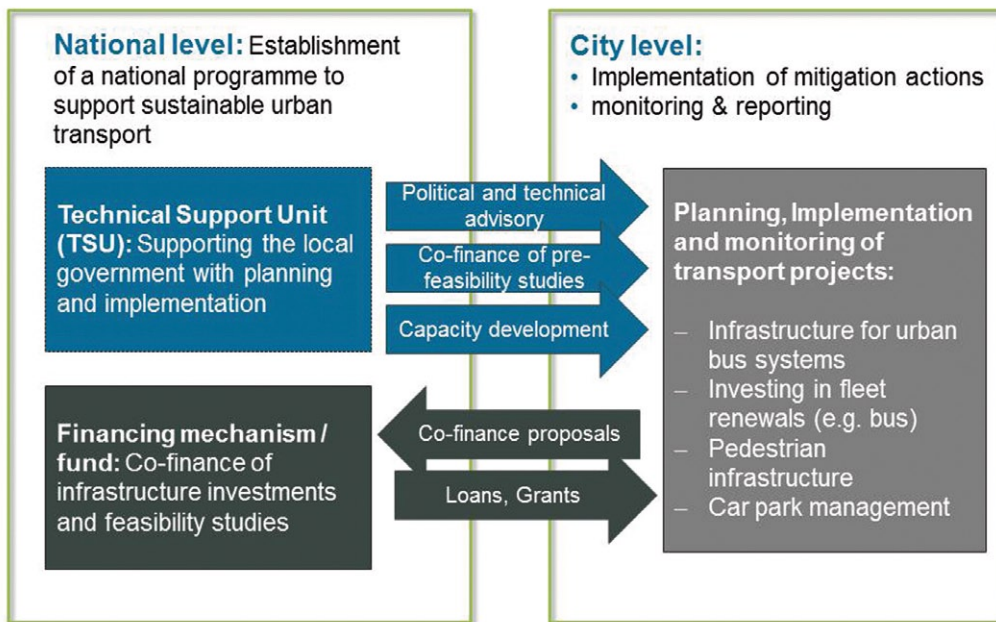 National level: Establishment
of a national programme to
support sustainable urban
transport
Technical Support Unit
(TSU): Supporting the local
government with planning
and implementation
Financing mechanism /
fund: Co-finance of
infrastructure investments
and feasibility studies
Political and technical
advisory
Co-finance of pre-
feasibility studies
Capacity development
Co-finance proposals
Loans, Grants
City level:
• Implementation of mitigation actions
• monitoring & reporting
Planning, Implementation
and monitoring of
transport projects:
– Infrastructure for urban
bus systems
– Investing in fleet
renewals (e.g. bus)
– Pedestrian
infrastructure
– Car park management